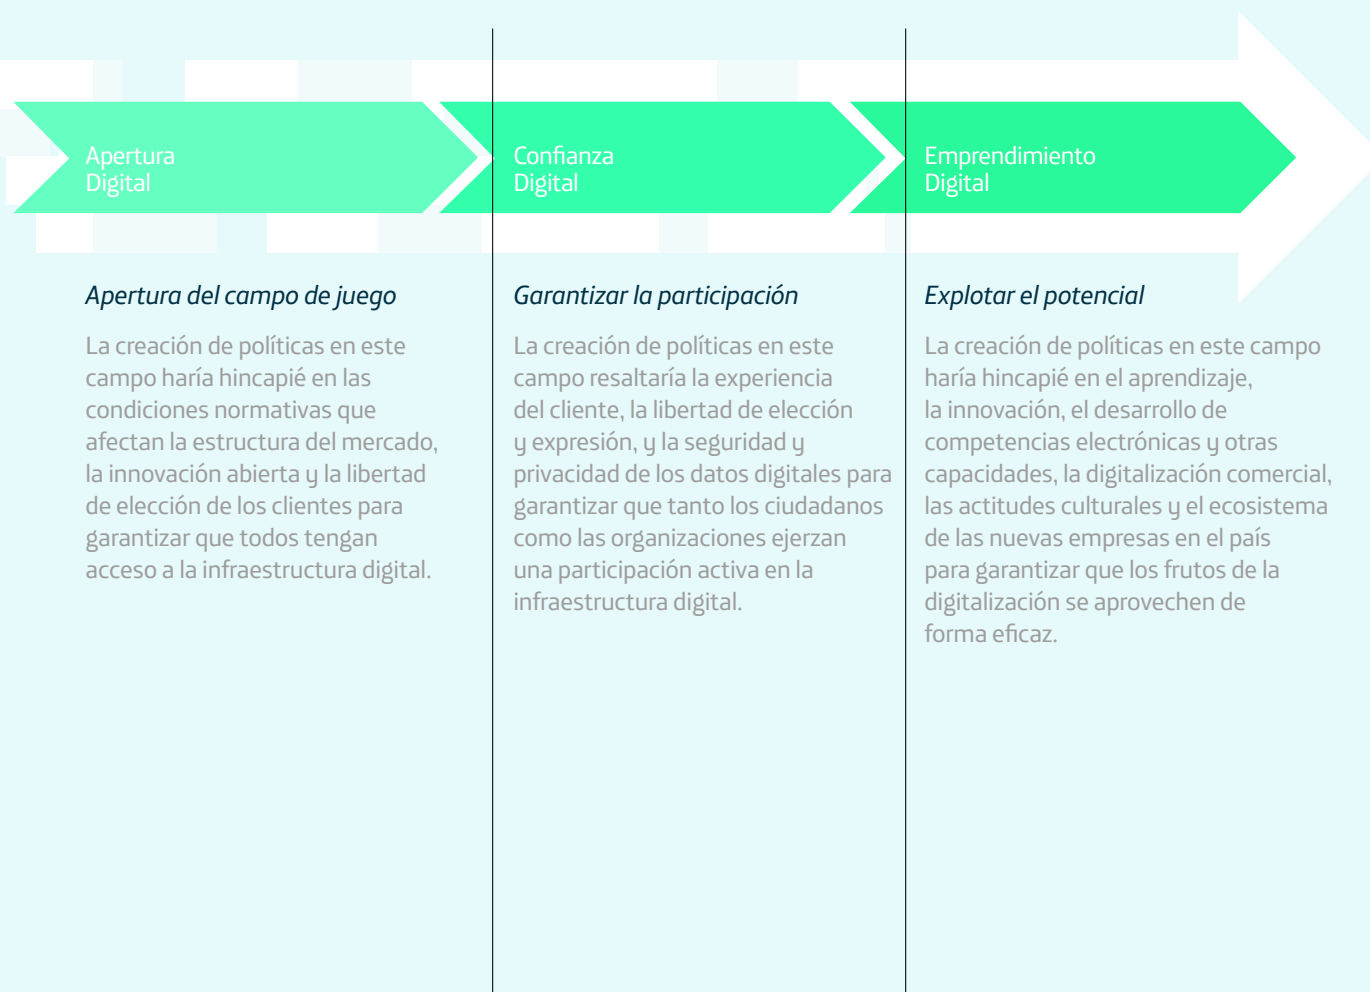 Apertura
Digital
Confianza
Digital
Emprendimiento
Digital
Apertura del campo de juego
La creación de políticas en este
campo haría hincapié en las
condiciones normativas que
afectan la estructura del mercado,
la innovación abierta y la libertad
de elección de los clientes para
garantizar que todos tengan
acceso a la infraestructura digital.
Garantizar la participación
La creación de políticas en este
campo resaltaría la experiencia
del cliente, la libertad de elección
y expresión, y la seguridad y
privacidad de los datos digitales para
garantizar que tanto los ciudadanos
como las organizaciones ejerzan
una participación activa en la
infraestructura digital.
Explotar el potencial
La creación de políticas en este campo
haría hincapié en el aprendizaje,
la innovación, el desarrollo de
competencias electrónicas y otras
capacidades, la digitalización comercial,
las actitudes culturales y el ecosistema
de las nuevas empresas en el país
para garantizar que los frutos de la
digitalización se aprovechen de
forma eficaz.